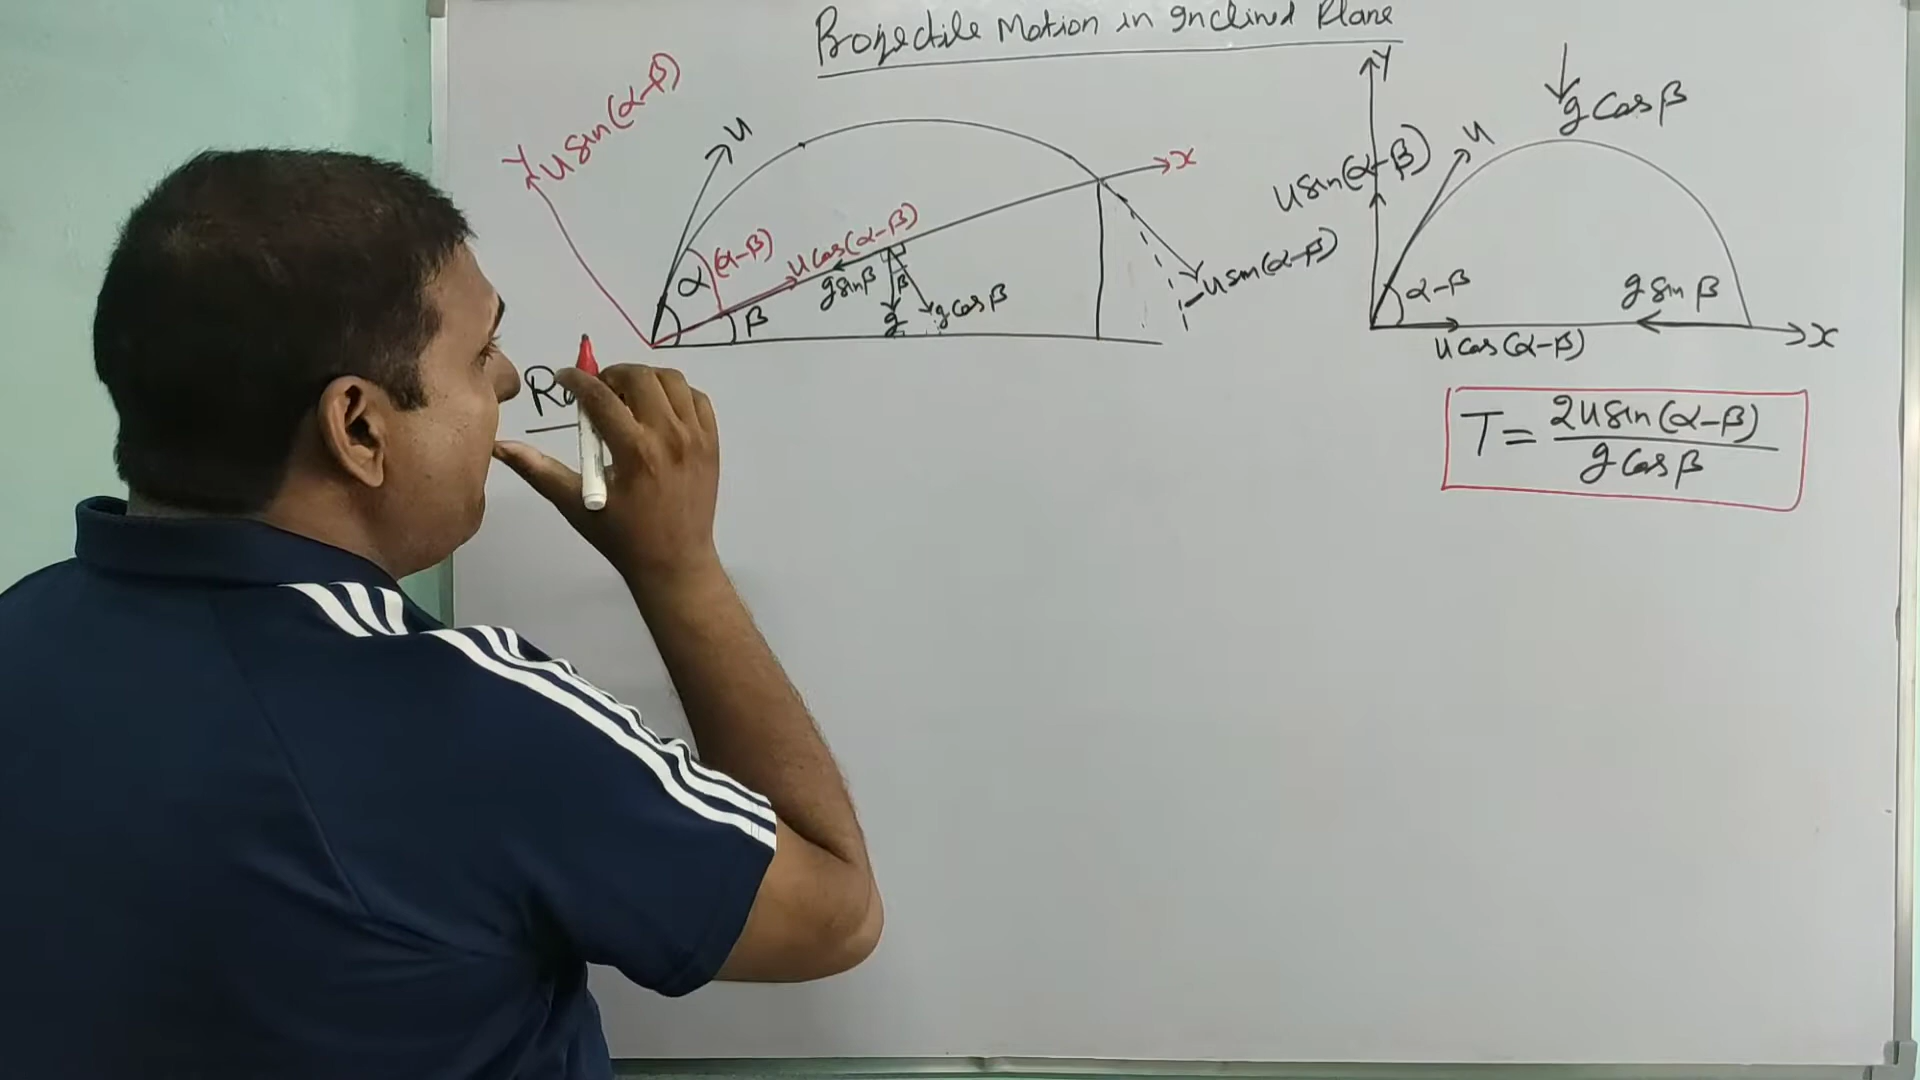 Projectile Motion in Inclined Plane
Y
u sin(α-β)
u
α
(α-β)
u cos(α-β)
β
g sin β
β
g
g cos β
x
-u sin(α-β)
Y
g cos β
u
u sin(α-β)
α-β
g sin β
u cos(α-β)
x
T = 2u sin(α-β)
g cos β